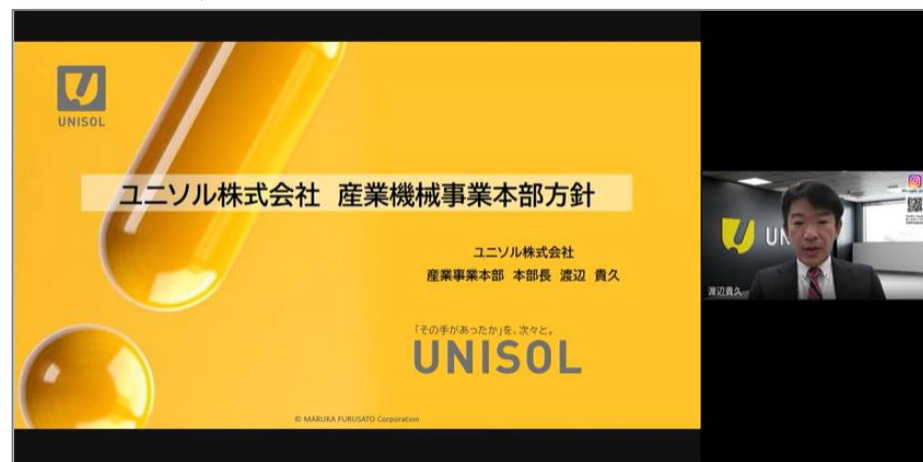 UNISOL
ユニソル株式会社 産業機械事業本部方針
ユニソル株式会社
産業事業本部 本部長 渡辺 貴久
「その手があったか」を、次々と。
UNISOL
© MARUKA FURUSATO Corporation
UN
渡辺貴久